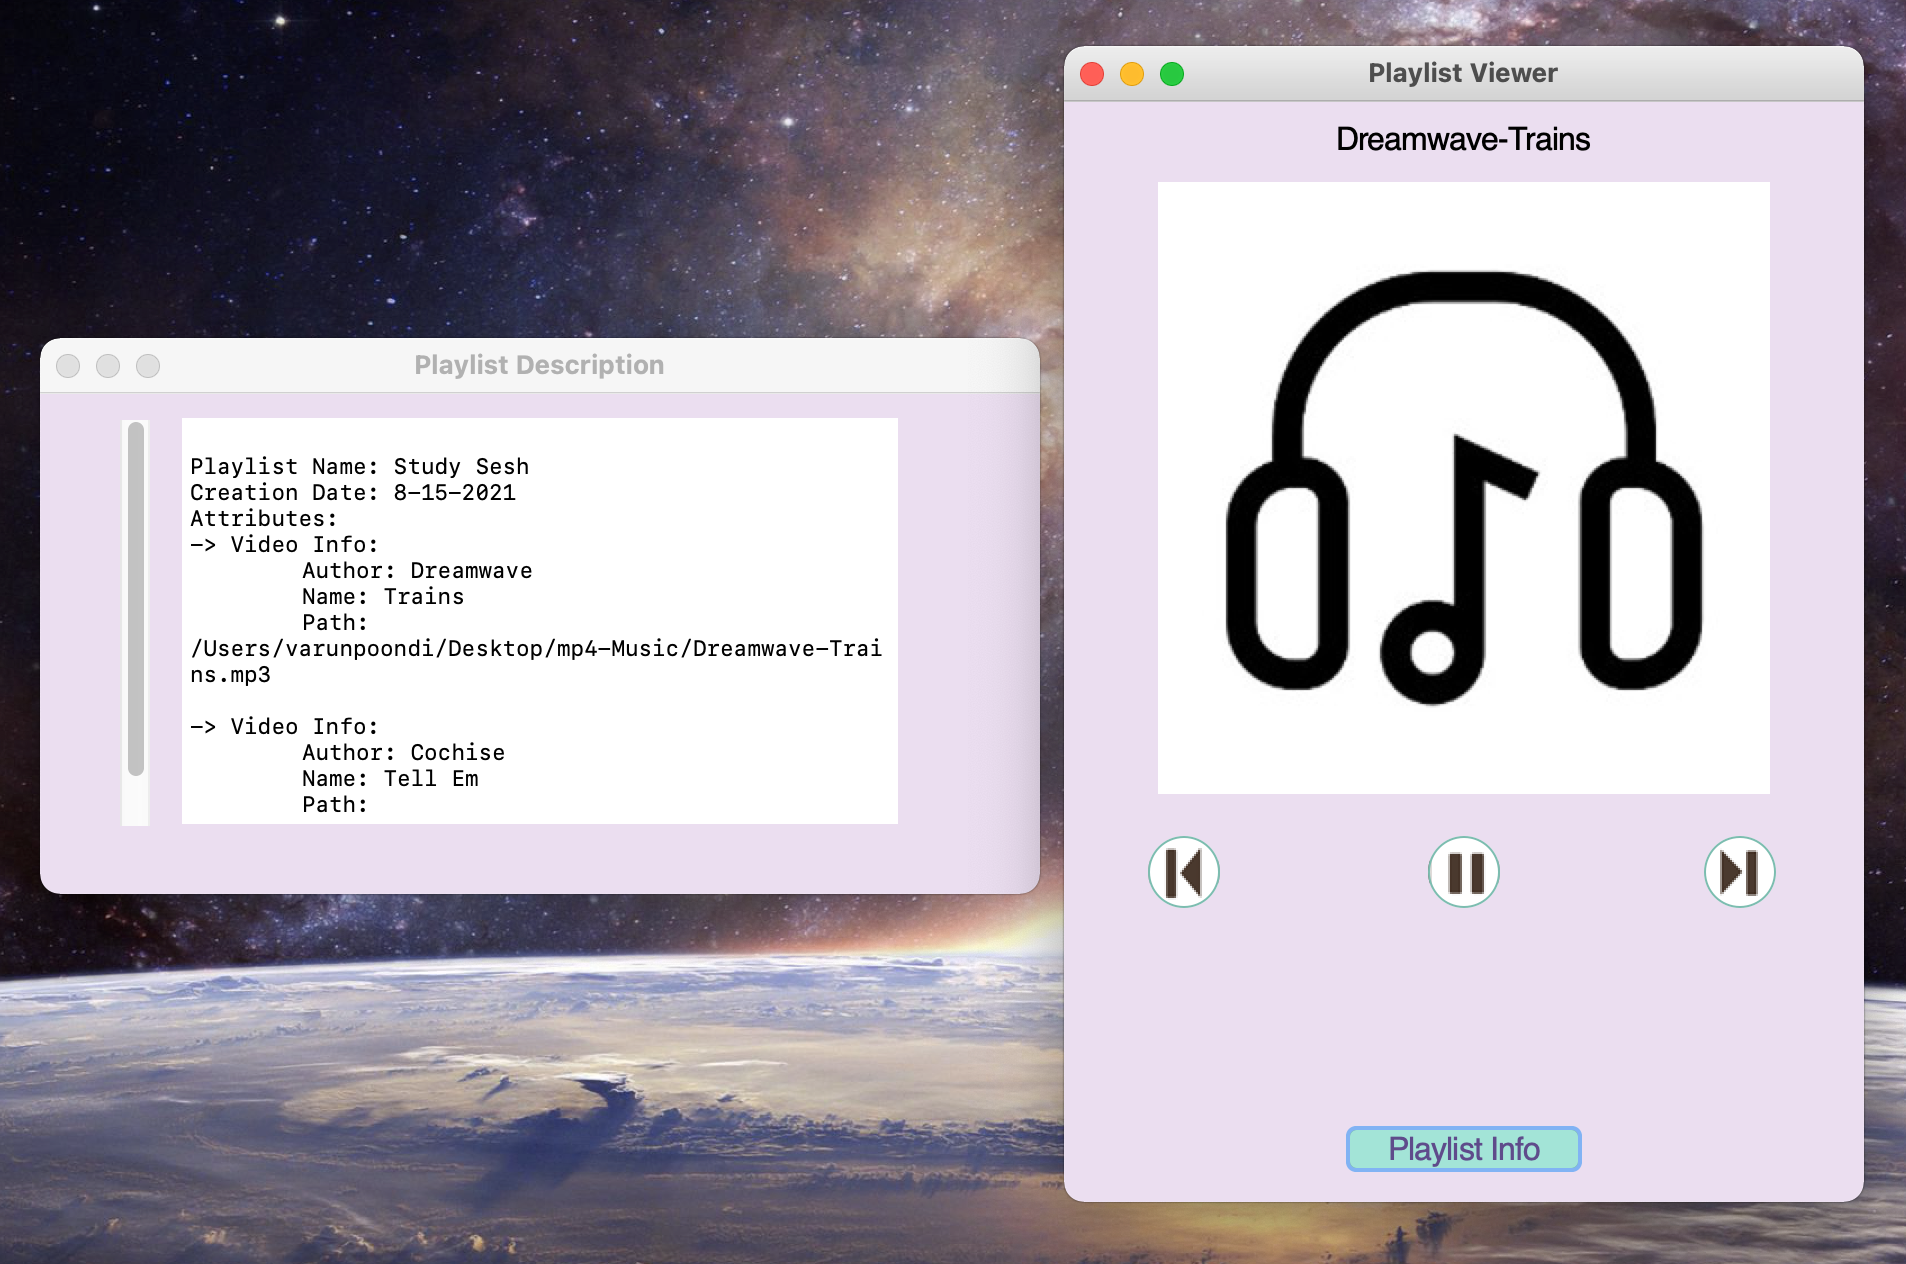 Playlist Viewer
Dreamwave-Trains
Playlist Description
Playlist Name: Study Sesh
Creation Date: 8-15-2021
Attributes:
-> Video Info:
Author: Dreamwave
Name: Trains
Path:
/Users/varunpoondi/Desktop/mp4-Music/Dreamwave-Trai
ns.mp3
-> Video Info:
Author: Cochise
Name: Tell Em
Path:
Playlist Info